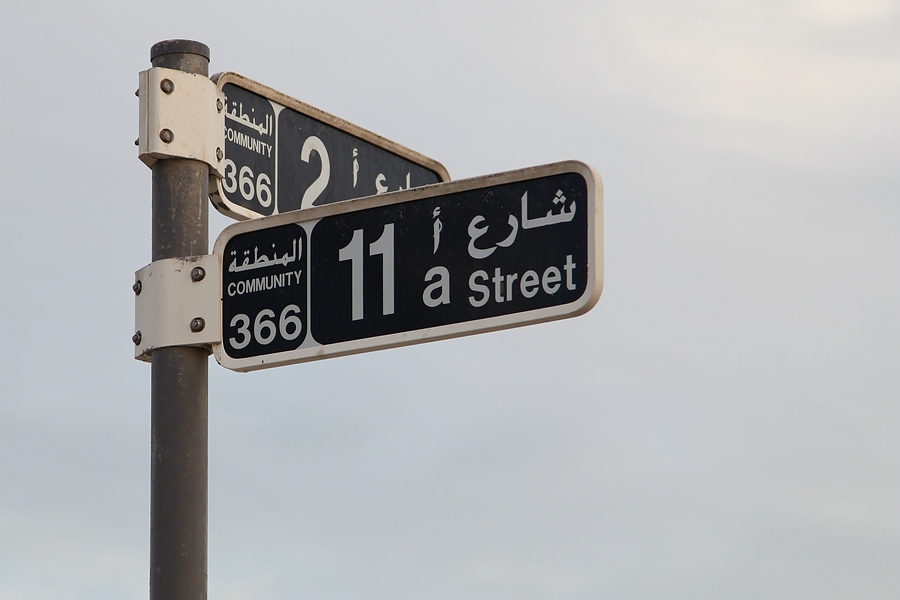 المنطقة
COMMUNITY
366
2
أ
المنطقة
COMMUNITY
366
11
شارع أ
a Street